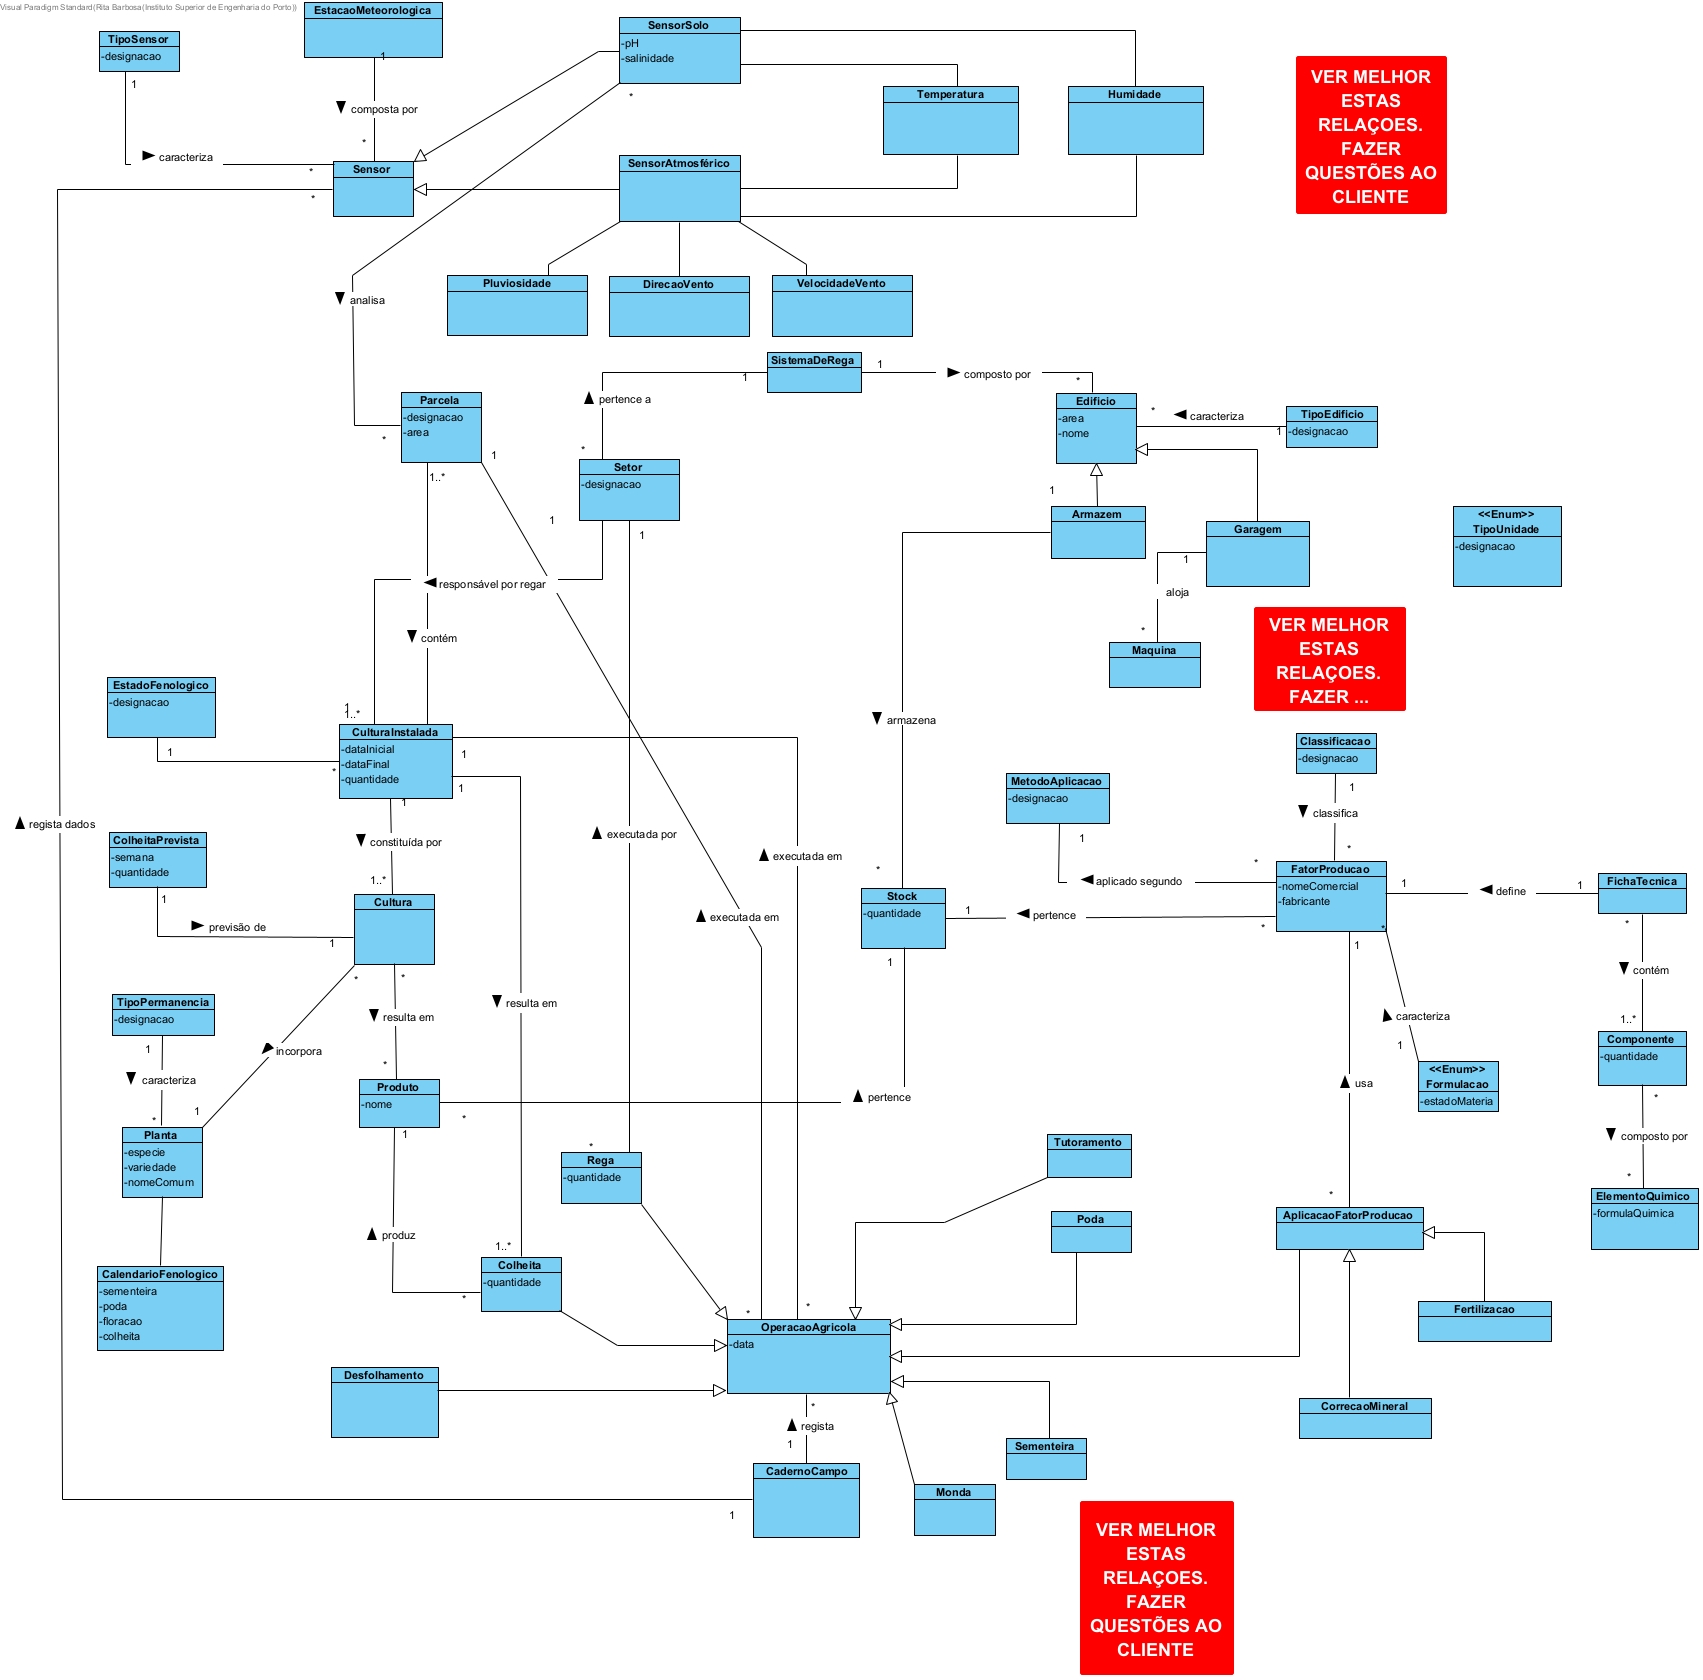 Visual Paradigm Standard(Rita Barbosa(Instituto Superior de Engenharia do Porto))
EstacaoMeteorologica
1
TipoSensor
-designacao
1
SensorSolo
-pH
-salinidade
*
Temperatura
Humidade
VER MELHOR
ESTAS
RELAÇOES.
FAZER
QUESTÕES AO
CLIENTE
composta por
*
caracteriza
*
Sensor
*
SensorAtmosférico
Pluviosidade
DirecaoVento
VelocidadeVento
analisa
*
SistemaDeRega
1
1
composto por
*
pertence a
*
Parcela
-designacao
-area
1
1..*
Edificio
-area
-nome
*
caracteriza
1
TipoEdificio
-designacao
Setor
-designacao
1
1
1
Armazem
Garagem
1
aloja
*
Maquina
<<Enum>>
TipoUnidade
-designacao
responsável por regar
contém
VER MELHOR
ESTAS
RELAÇOES.
FAZER ...
EstadoFenologico
-designacao
1
*
1
1..*
CulturaInstalada
-dataInicial
-dataFinal
-quantidade
1
1
1
armazena
*
Classificacao
-designacao
1
classifica
*
MetodoAplicacao
-designacao
1
aplicado segundo
*
regista dados
ColheitaPrevista
-semana
-quantidade
1
previsão de
1
constituída por
1..*
Cultura
*
*
executada por
executada em
executada em
Stock
-quantidade
1
1
pertence
*
FatorProducao
-nomeComercial
-fabricante
*
1
1
define
1
FichaTecnica
*
contém
1..*
Componente
-quantidade
*
composto por
*
ElementoQuimico
-formulaQuimica
TipoPermanencia
-designacao
1
caracteriza
*
incorpora
1
resulta em
*
resulta em
caracteriza
1
<<Enum>>
Formulacao
-estadoMateria
usa
*
Produto
-nome
*
1
pertence
Planta
-especie
-variedade
-nomeComum
*
Rega
-quantidade
Tutoramento
Poda
AplicacaoFatorProducao
produz
*
1..*
Colheita
-quantidade
CalendarioFenologico
-sementeira
-poda
-floracao
-colheita
*
*
OperacaoAgricola
-data
*
Fertilizacao
Desfolhamento
CorrecaoMineral
regista
1
CadernoCampo
1
Sementeira
Monda
VER MELHOR
ESTAS
RELAÇOES.
FAZER
QUESTÕES AO
CLIENTE